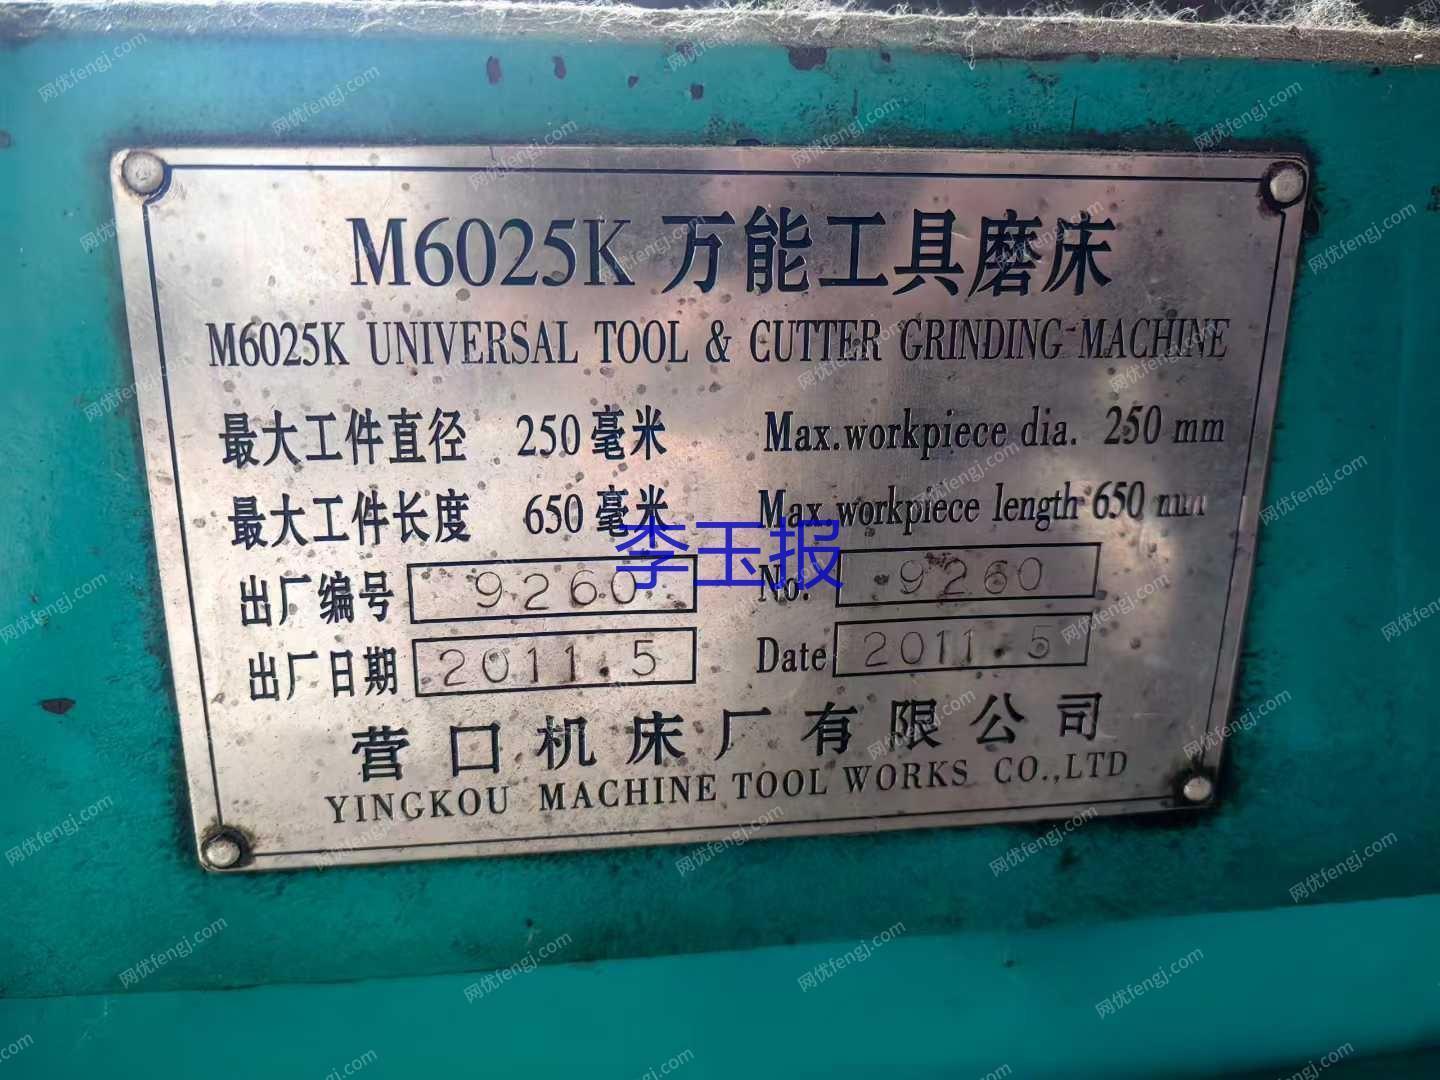 M6025K 万能工具磨床
M6025K UNIVERSAL TOOL & CUTTER GRINDING MACHINE
最大工件直径 250毫米 Max.workpiece dia. 250 mm
最大工件长度 650毫米 Max.workpiece length 650 mm
李玉报
出厂编号 9260 No. 9260
出厂日期 2011.5 Date 2011.5
营口机床厂有限公司
YINGKOU MACHINE TOOL WORKS CO.,LTD
网优fengj.com